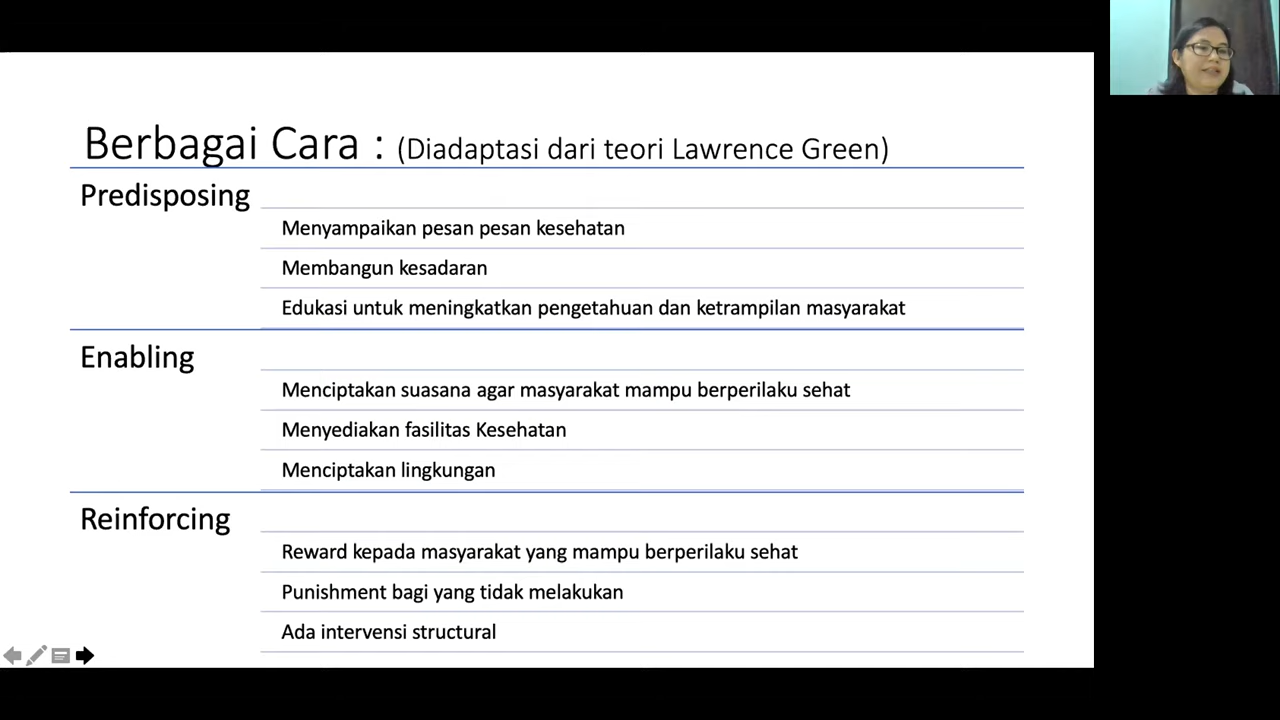 Berbagai Cara : (Diadaptasi dari teori Lawrence Green)
Predisposing
Menyampaikan pesan pesan kesehatan
Membangun kesadaran
Edukasi untuk meningkatkan pengetahuan dan ketrampilan masyarakat
Enabling
Menciptakan suasana agar masyarakat mampu berperilaku sehat
Menyediakan fasilitas Kesehatan
Menciptakan lingkungan
Reinforcing
Reward kepada masyarakat yang mampu berperilaku sehat
Punishment bagi yang tidak melakukan
Ada intervensi structural